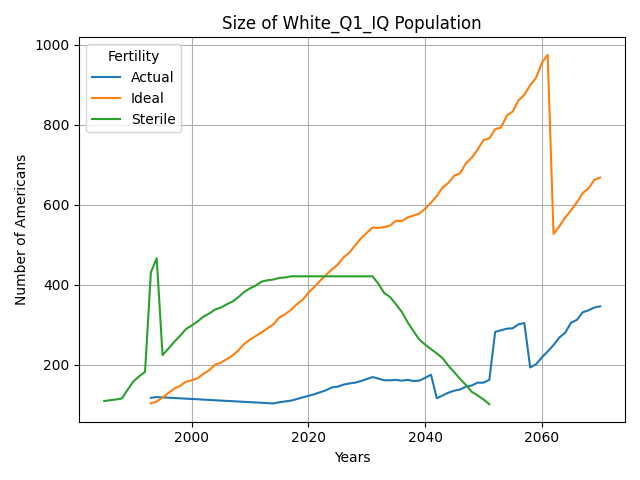 Size of White_Q1_IQ Population
Number of Americans
1000
800
600
400
200
Fertility
Actual
Ideal
Sterile
2000
2020
2040
2060
Years